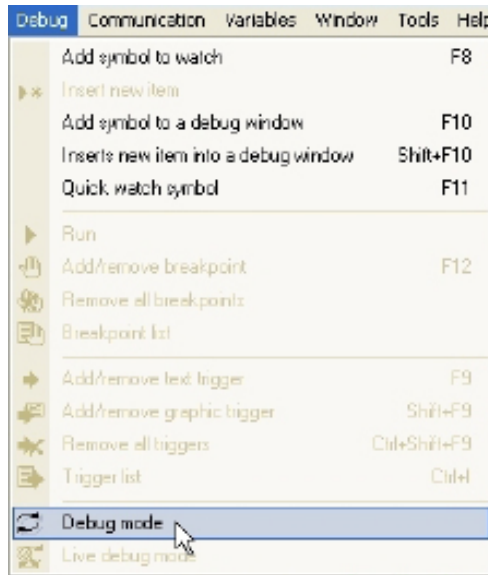 Debug Communication Variables Window Tools Help
Add symbol to watch F8
Insert new item
Add symbol to a debug window F10
Inserts new item into a debug window Shift+F10
Quick watch symbol F11
Run
Add/remove breakpoint F12
Remove all breakpoints
Breakpoint list
Add/remove text trigger F9
Add/remove graphic trigger Shift+F9
Remove all triggers Ctrl+Shift+F9
Trigger list Ctrl+I
Debug mode
Live debug mode